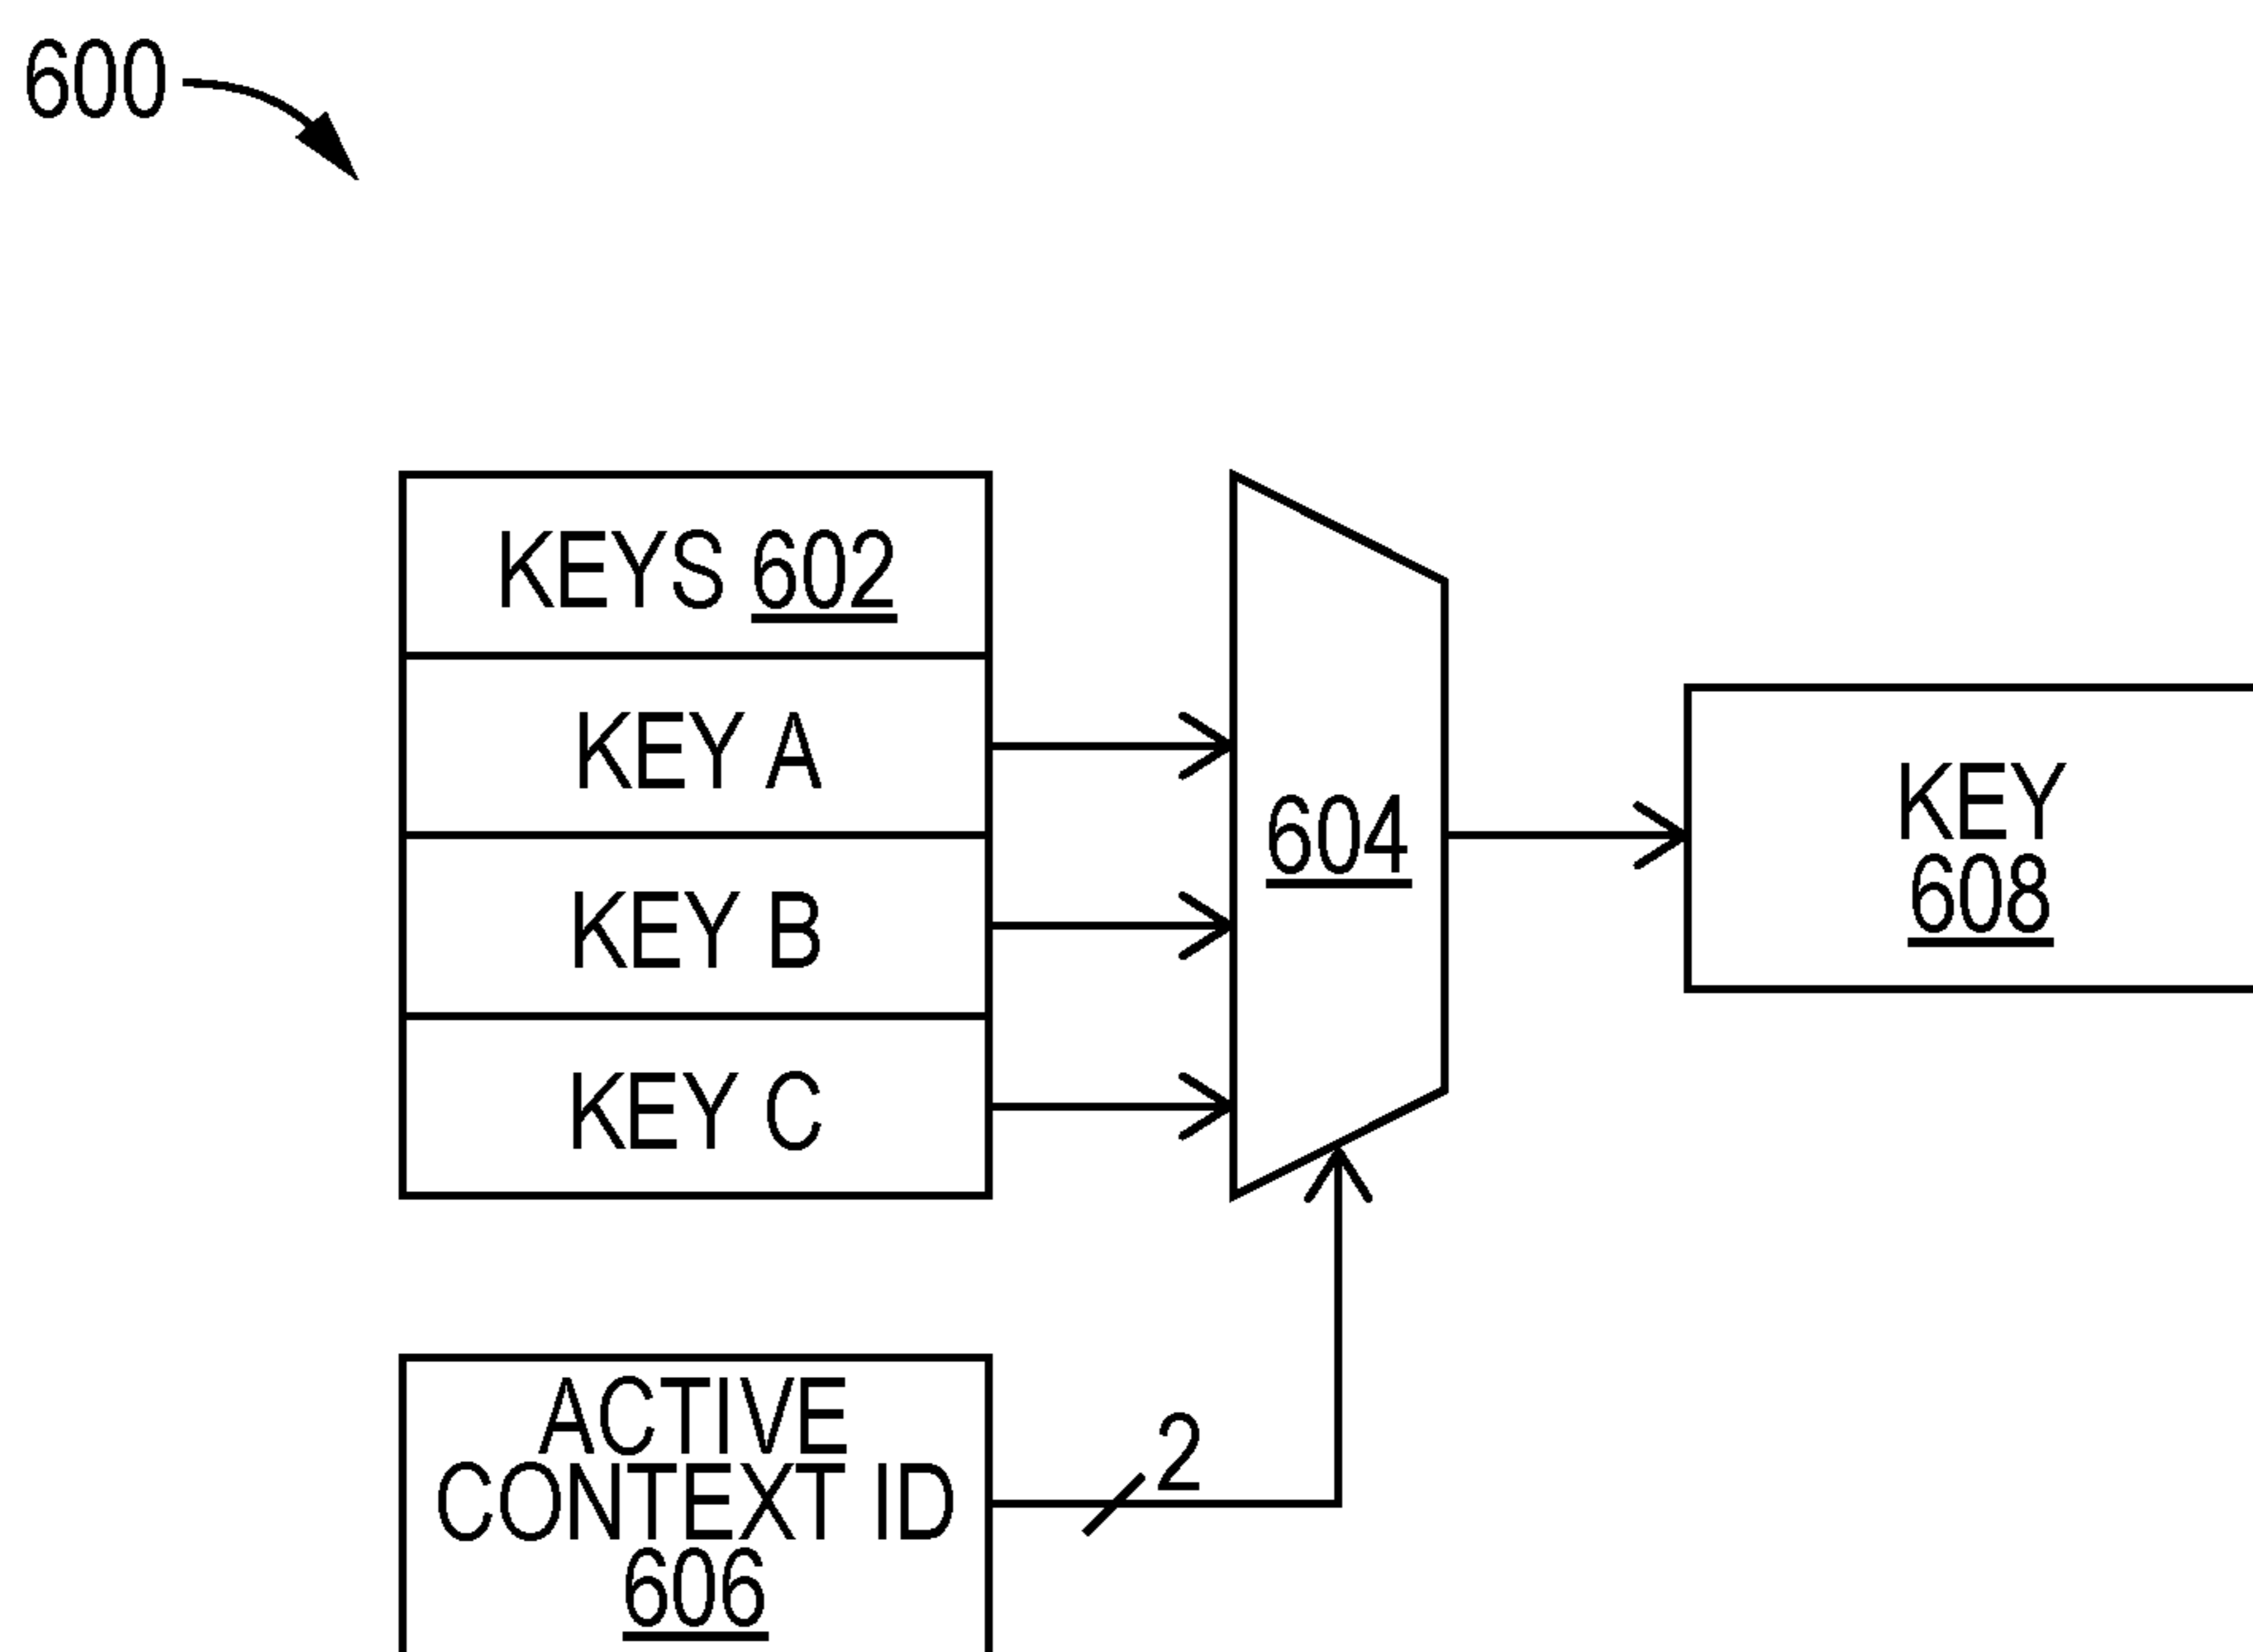 600
KEYS 602
KEY A
KEY B
KEY C
604
KEY
608
ACTIVE
CONTEXT ID
606
2